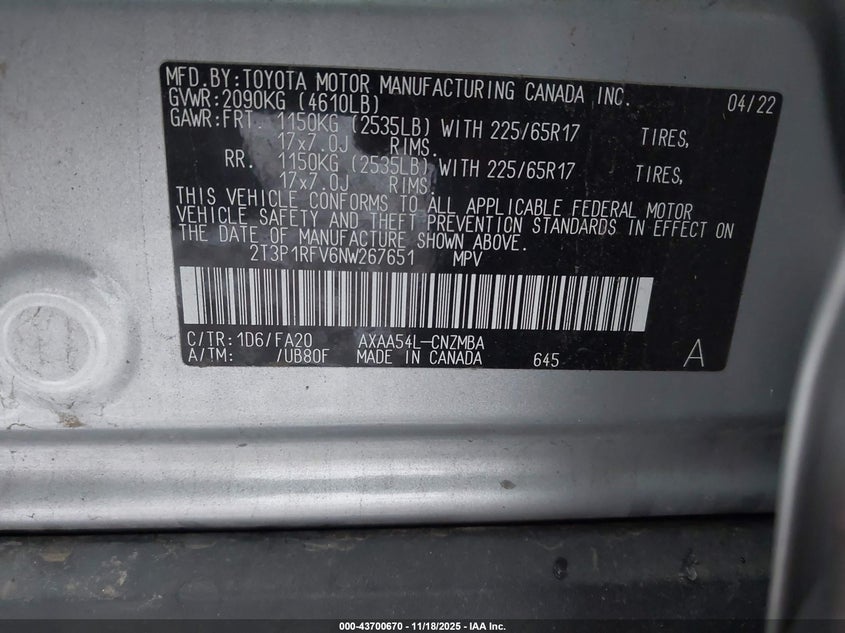 MFD.BY:TOYOTA MOTOR MANUFACTURING CANADA INC. 04/22
GVWR:2090KG (4610LB)
GAWR:FRT. 1150KG (2535LB) WITH 225/65R17 TIRES,
17x7.0J RIMS.
RR. 1150KG (2535LB) WITH 225/65R17 TIRES,
17x7.0J RIMS.
THIS VEHICLE CONFORMS TO ALL APPLICABLE FEDERAL MOTOR
VEHICLE SAFETY AND THEFT PREVENTION STANDARDS IN EFFECT ON
THE DATE OF MANUFACTURE SHOWN ABOVE.
2T3P1RFV6NW267651 MPV
C/TR:1D6/FA20 AXAA54L-CNZMBA
A/TM: /UB80F MADE IN CANADA 645 A
000-43700670 - 11/18/2025 - IAA Inc.